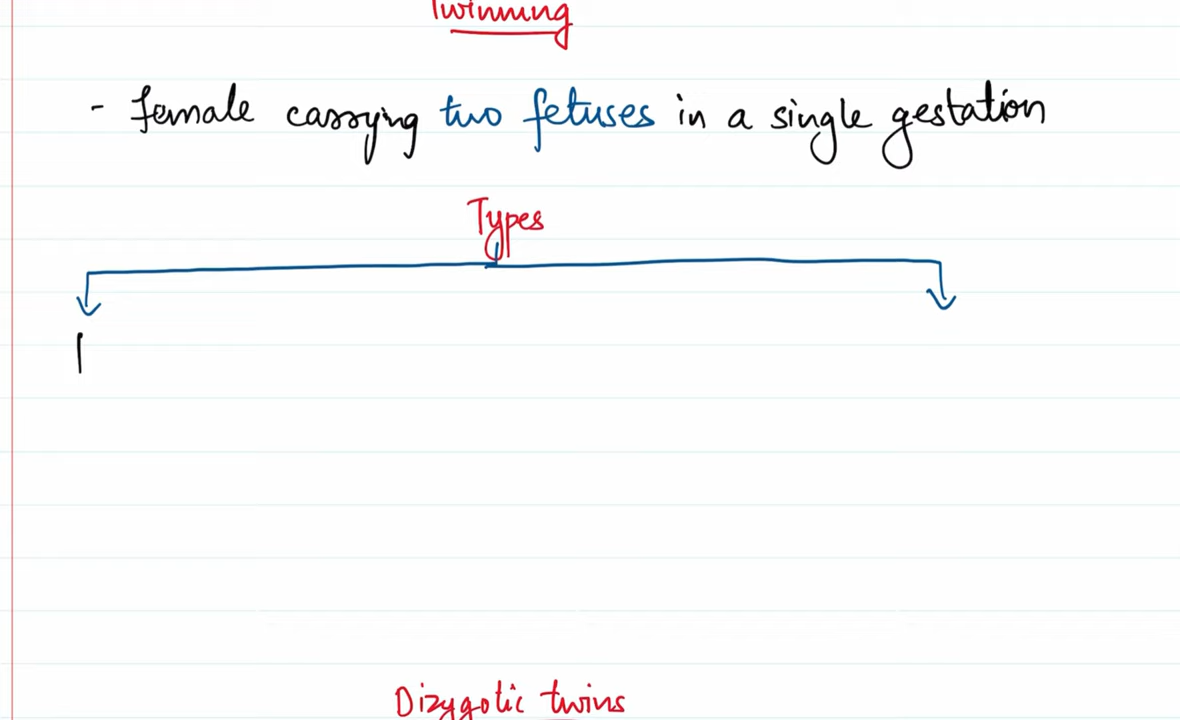 Twinning
- female carrying two fetuses in a single gestation
Types
Dizygotic twins